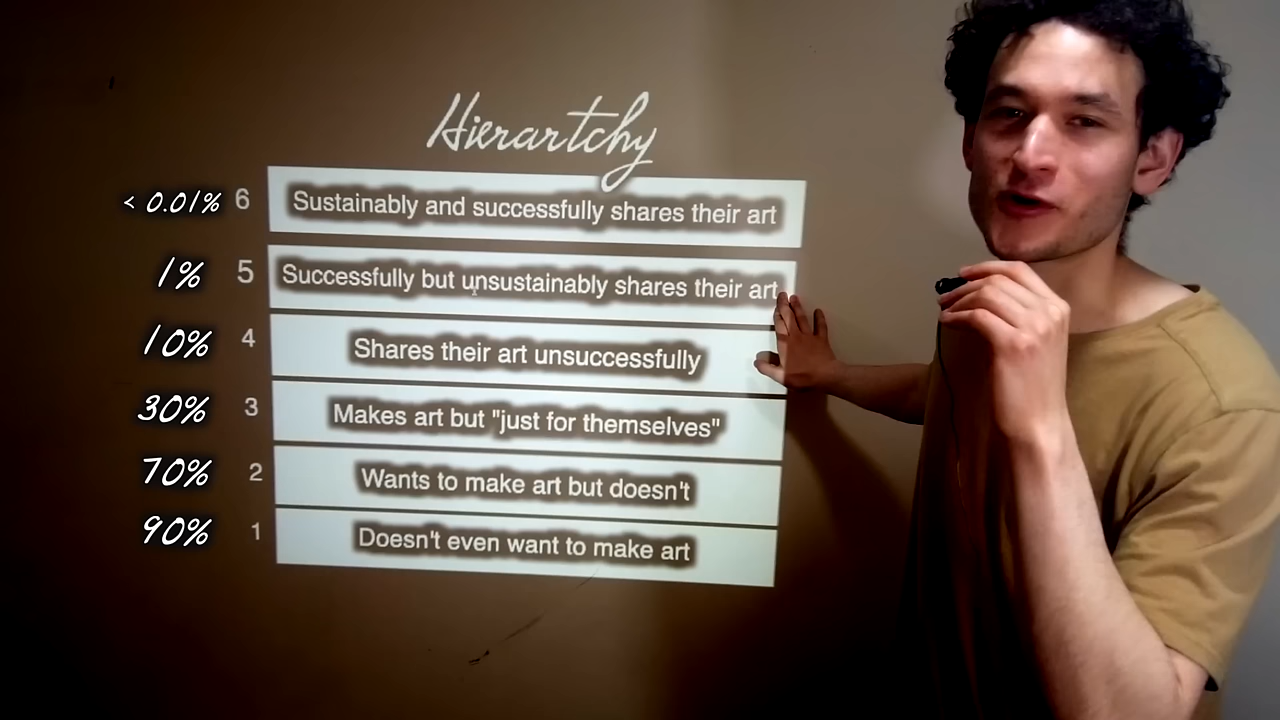 Hierartchy
< 0.01% 6 Sustainably and successfully shares their art
1% 5 Successfully but unsustainably shares their art
10% 4 Shares their art unsuccessfully
30% 3 Makes art but "just for themselves"
70% 2 Wants to make art but doesn't
90% 1 Doesn't even want to make art